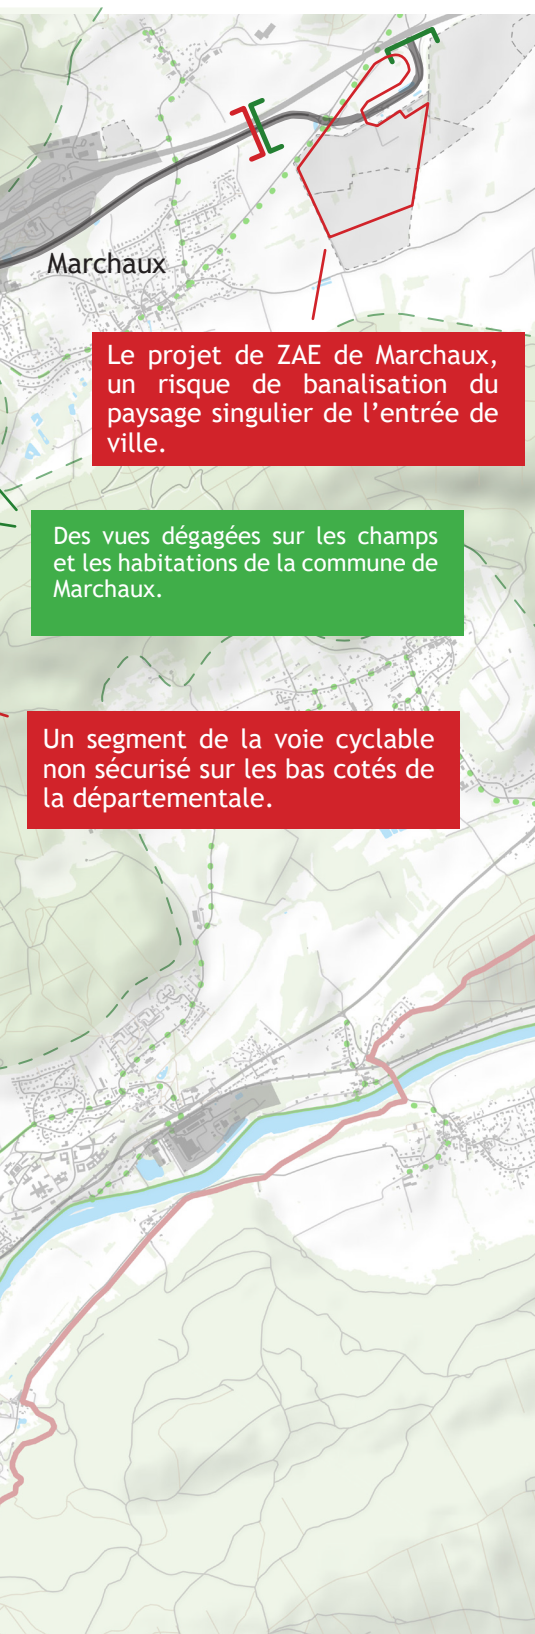 Marchaux
Le projet de ZAE de Marchaux,
un risque de banalisation du
paysage singulier de l’entrée de
ville.
Des vues dégagées sur les champs
et les habitations de la commune de
Marchaux.
Un segment de la voie cyclable
non sécurisé sur les bas cotés de
la départementale.